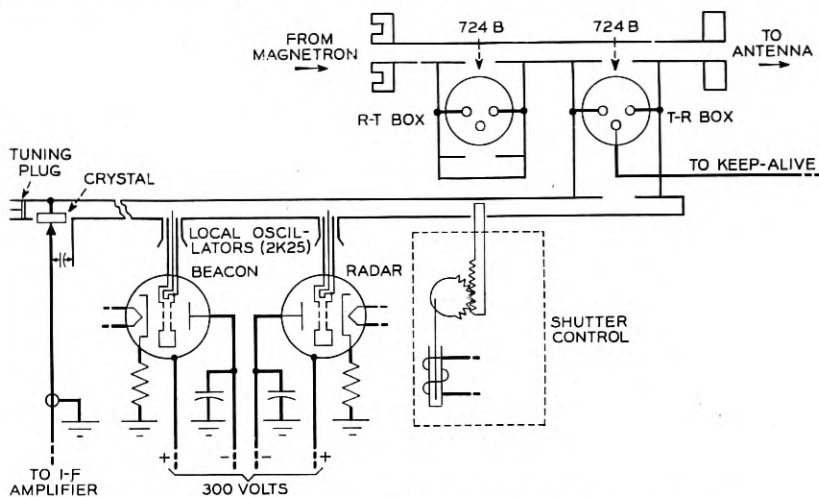 724 B
724 B
FROM
MAGNETRON
TO
ANTENNA
R-T BOX
T-R BOX
TO KEEP-ALIVE
TUNING
PLUG
CRYSTAL
LOCAL OSCIL-
LATORS (2K25)
BEACON
RADAR
SHUTTER
CONTROL
+
-
-
+
TO I-F
AMPLIFIER
300 VOLTS